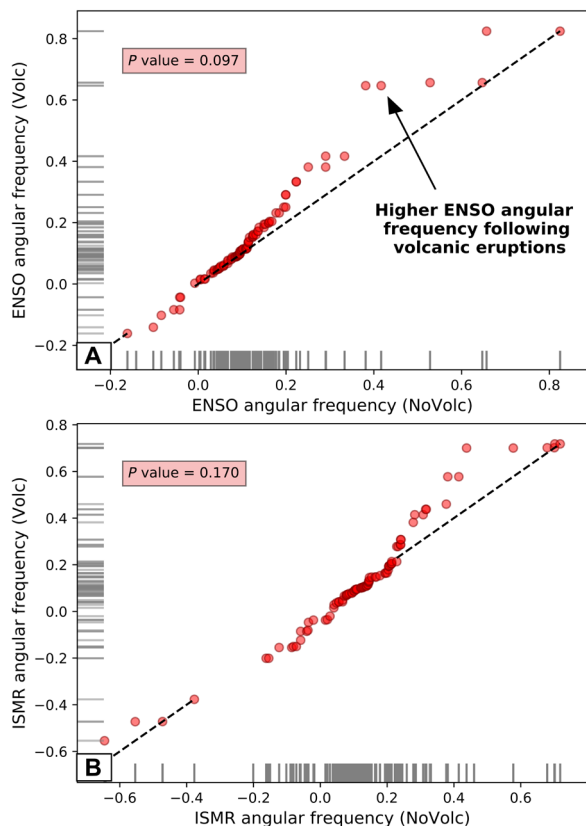 0.8
0.6
0.4
0.2
0.0
−0.2
ENSO angular frequency (Volc)
P value = 0.097
Higher ENSO angular
frequency following
volcanic eruptions
A
−0.2 0.0 0.2 0.4 0.6 0.8
ENSO angular frequency (NoVolc)
0.8
0.6
0.4
0.2
0.0
−0.2
−0.4
−0.6
ISMR angular frequency (Volc)
P value = 0.170
B
−0.6 −0.4 −0.2 0.0 0.2 0.4 0.6
ISMR angular frequency (NoVolc)